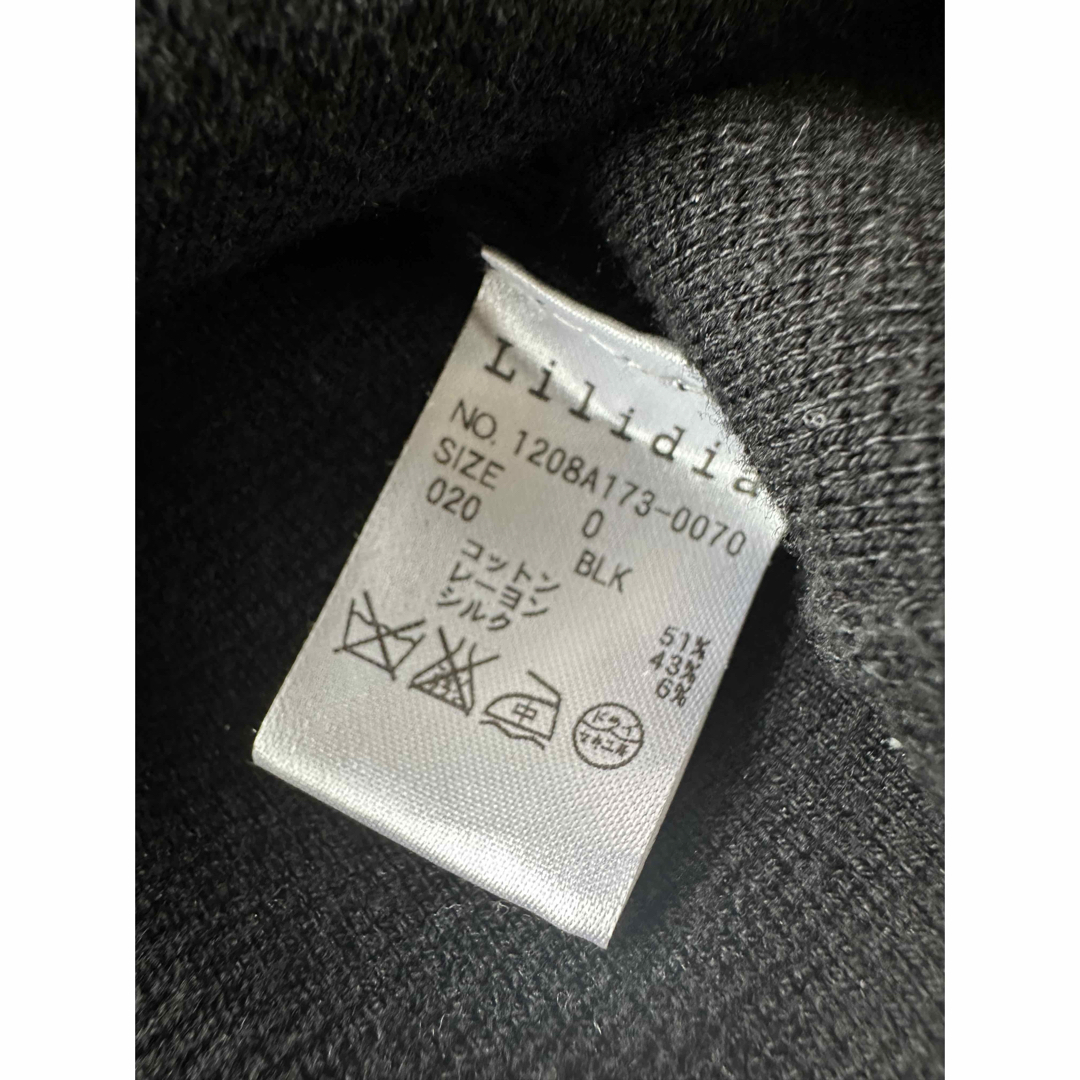 Lilidia
NO. 1208A173-0070
SIZE 0
020 BLK
コットン 51%
レーヨン 43%
シルク 6%
中
ドライ